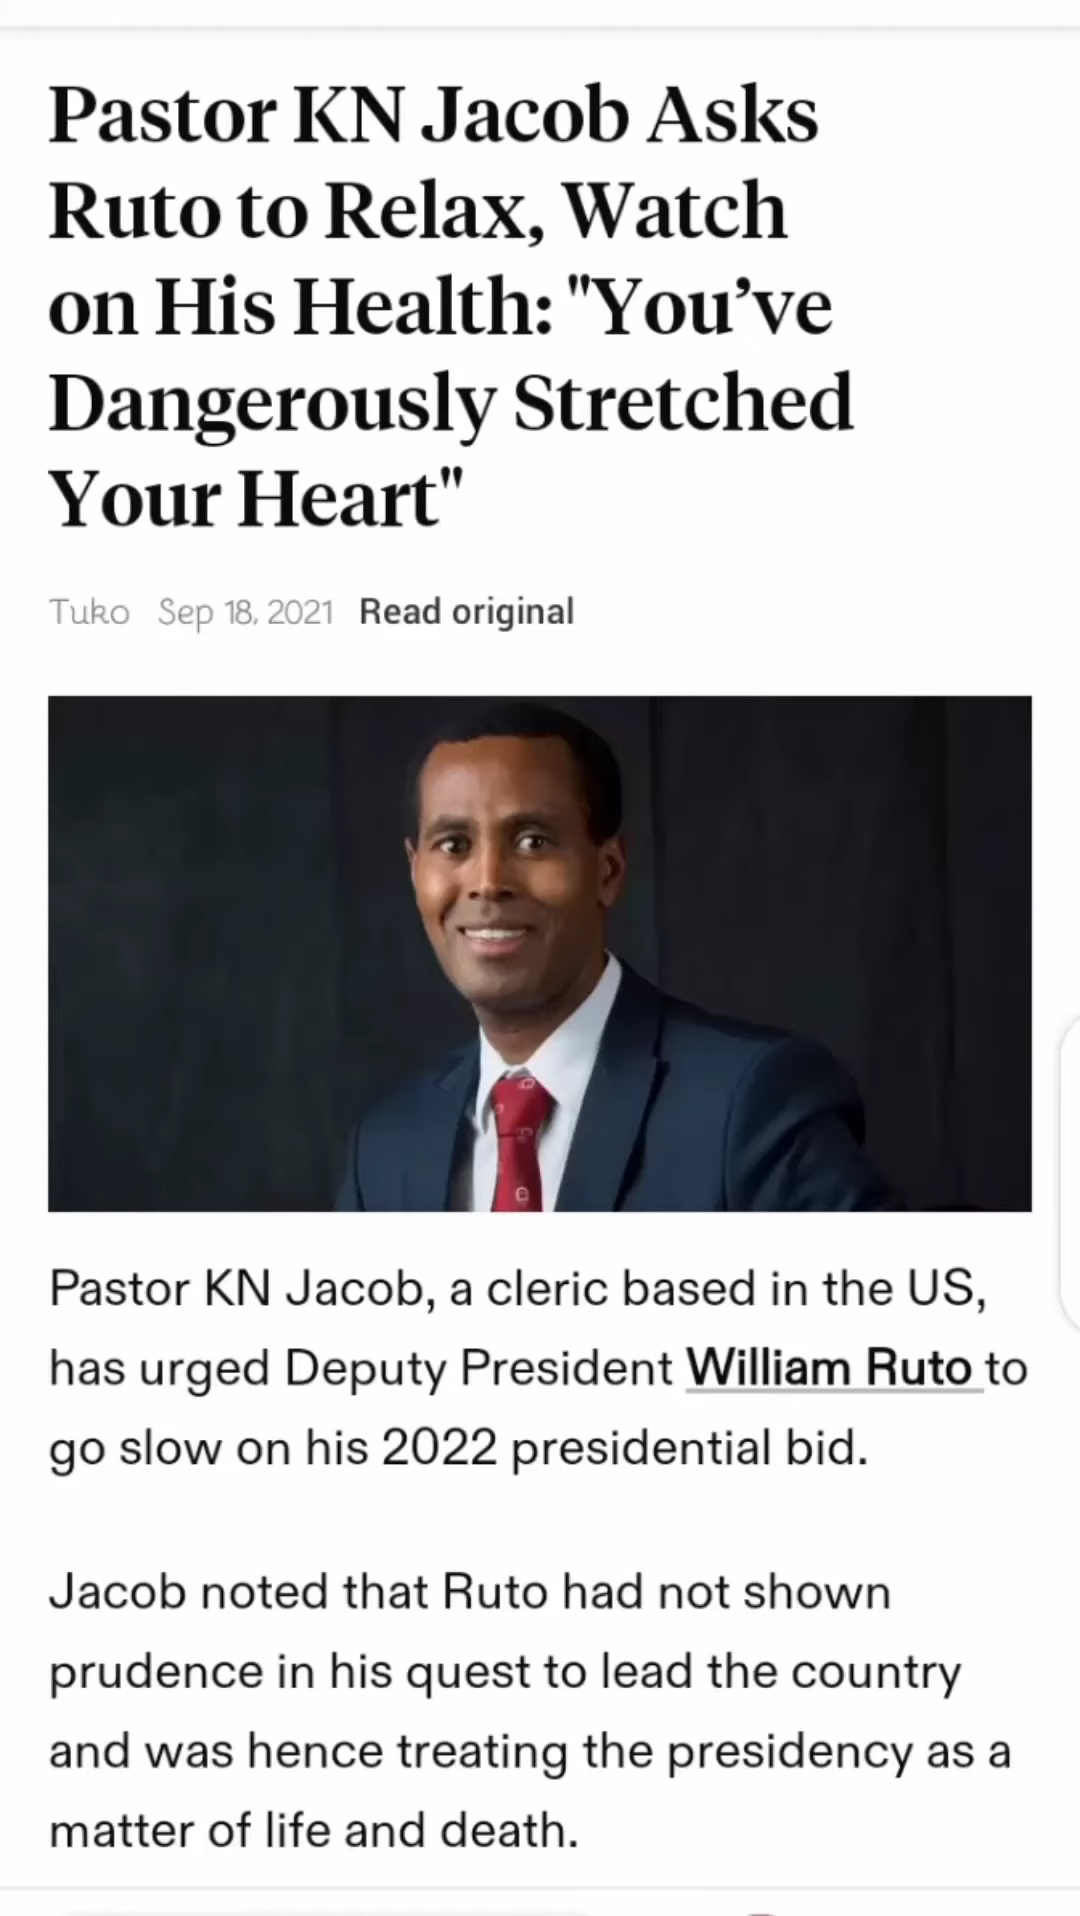 Pastor KN Jacob Asks
Ruto to Relax, Watch
on His Health: "You’ve
Dangerously Stretched
Your Heart"
Tuko Sep 18, 2021 Read original
Pastor KN Jacob, a cleric based in the US,
has urged Deputy President William Ruto to
go slow on his 2022 presidential bid.
Jacob noted that Ruto had not shown
prudence in his quest to lead the country
and was hence treating the presidency as a
matter of life and death.